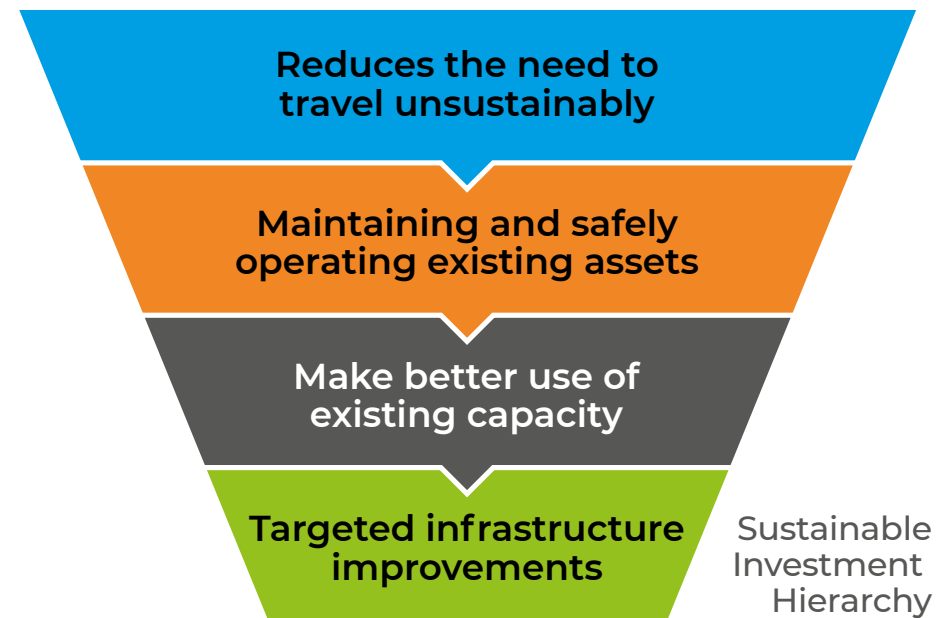 Reduces the need to
travel unsustainably
Maintaining and safely
operating existing assets
Make better use of
existing capacity
Targeted infrastructure
improvements
Sustainable
Investment
Hierarchy